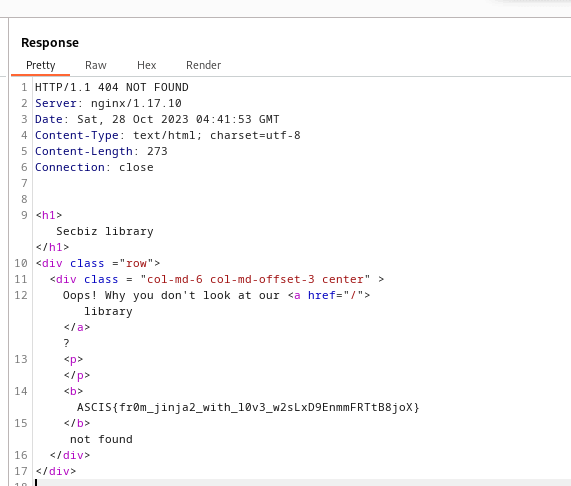 Response
Pretty Raw Hex Render
1 HTTP/1.1 404 NOT FOUND
2 Server: nginx/1.17.10
3 Date: Sat, 28 Oct 2023 04:41:53 GMT
4 Content-Type: text/html; charset=utf-8
5 Content-Length: 273
6 Connection: close
7
8
9 <h1>
Secbiz library
</h1>
10 <div class ="row">
11 <div class = "col-md-6 col-md-offset-3 center" >
12 Oops! Why you don't look at our <a href="/">
library
</a>
?
13 <p>
</p>
14 <b>
ASCIS{fr0m_jinja2_with_l0v3_w2sLxD9EnmmFRTtB8joX}
15 </b>
not found
16 </div>
17 </div>
18